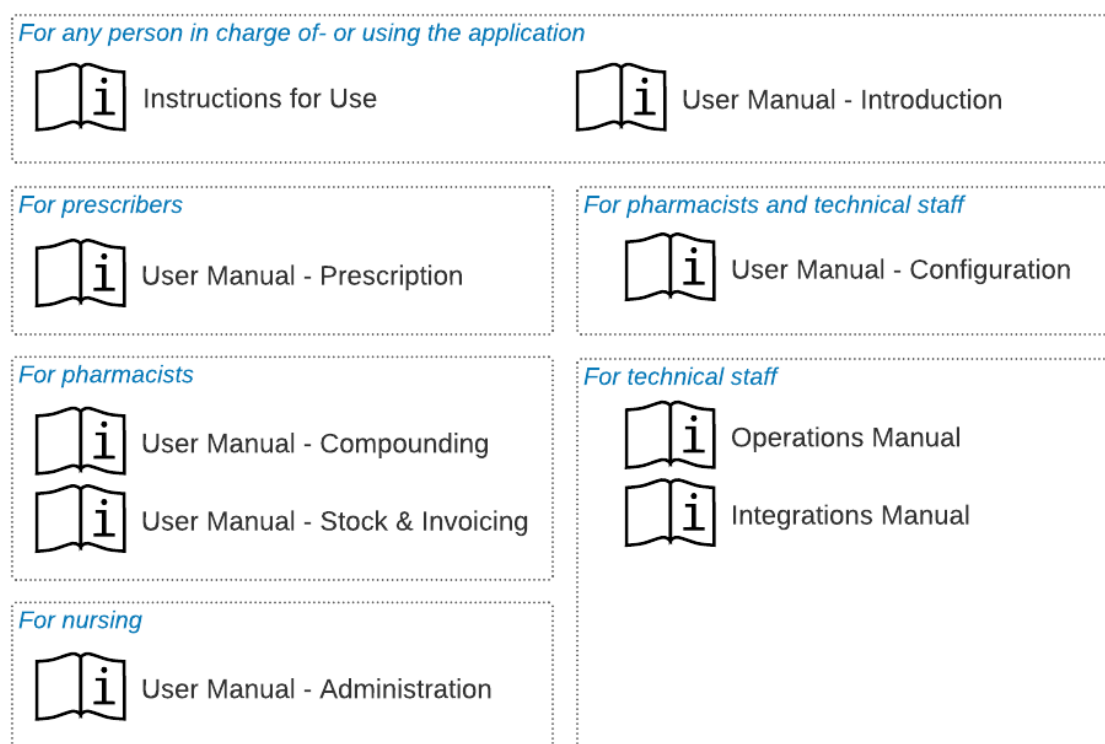 For any person in charge of- or using the application
Instructions for Use
User Manual - Introduction
For prescribers
User Manual - Prescription
For pharmacists and technical staff
User Manual - Configuration
For pharmacists
User Manual - Compounding
User Manual - Stock & Invoicing
For technical staff
Operations Manual
Integrations Manual
For nursing
User Manual - Administration